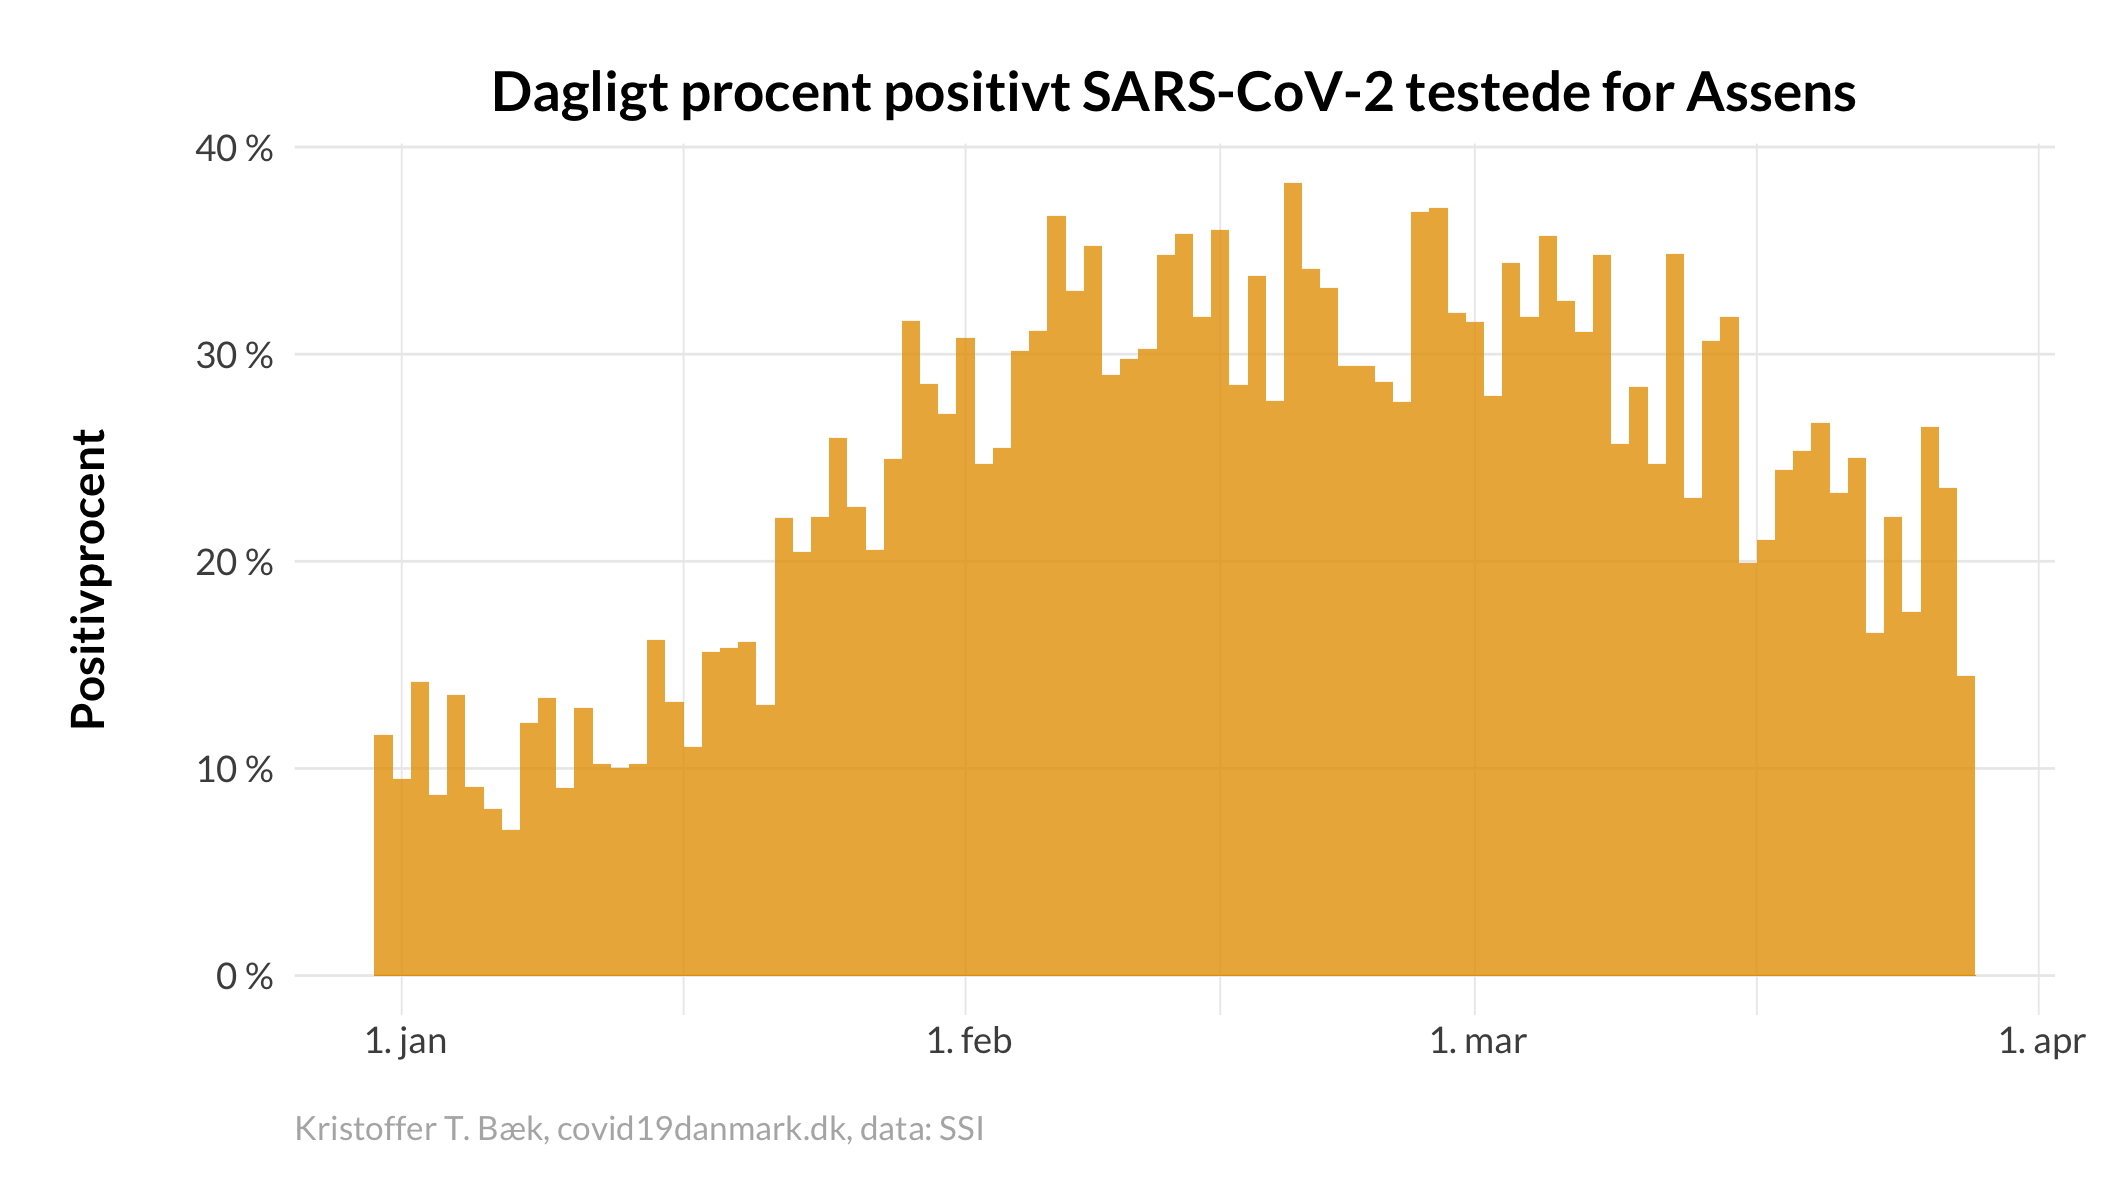 Dagligt procent positivt SARS-CoV-2 testede for Assens
Positivprocent
40 %
30 %
20 %
10 %
0 %
1. jan
1. feb
1. mar
1. apr
Kristoffer T. Bæk, covid19danmark.dk, data: SSI